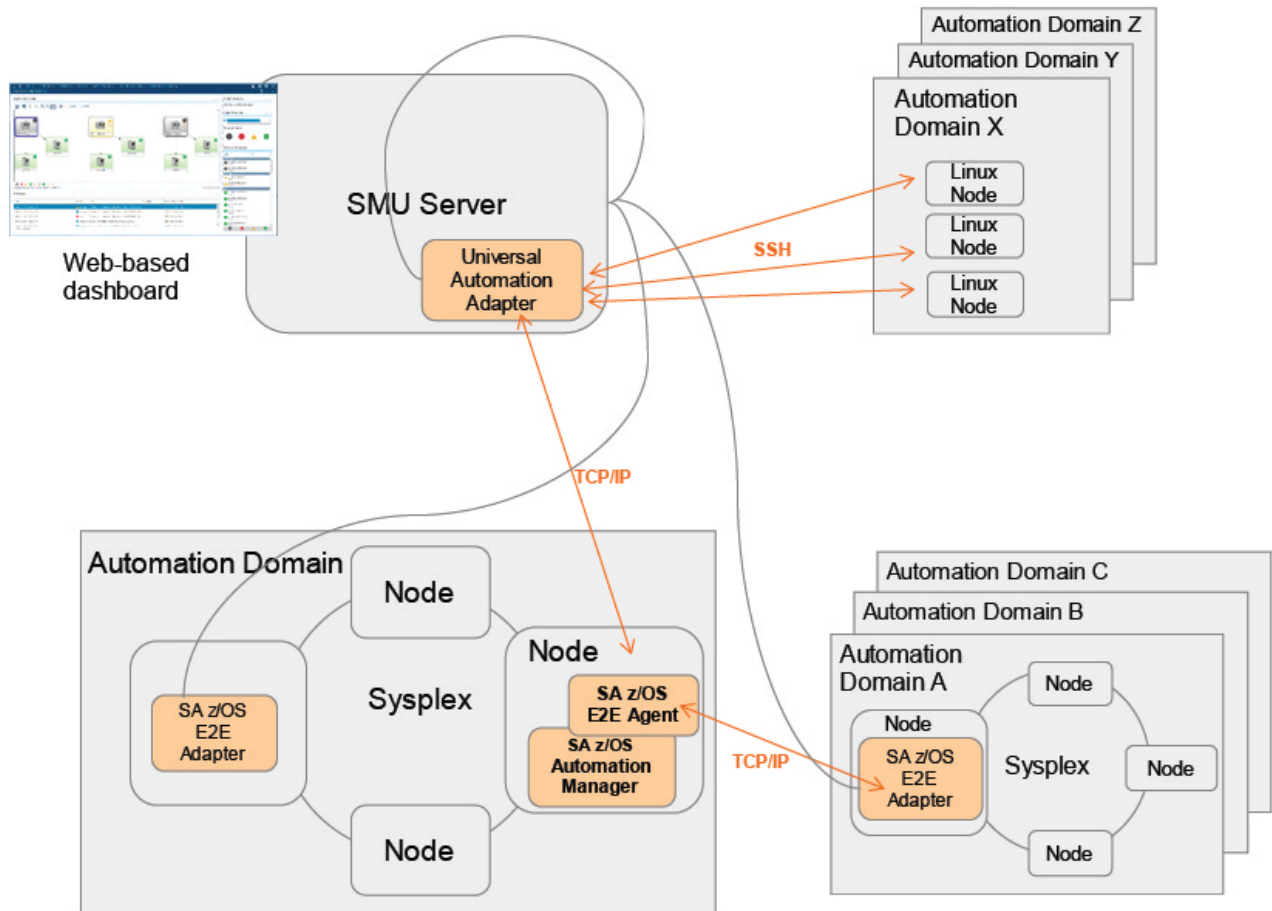 Automation Domain Z
Automation Domain Y
Automation
Domain X
Linux
Node
Linux
Node
Linux
Node
SSH
SMU Server
Universal
Automation
Adapter
Web-based
dashboard
TCP/IP
Automation Domain
Node
Node
Sysplex
SA z/OS
E2E
Adapter
SA z/OS
E2E Agent
SA z/OS
Automation
Manager
Node
TCP/IP
Automation Domain C
Automation Domain B
Automation
Domain A
Node
Node
SA z/OS
E2E
Adapter
Sysplex
Node
Node